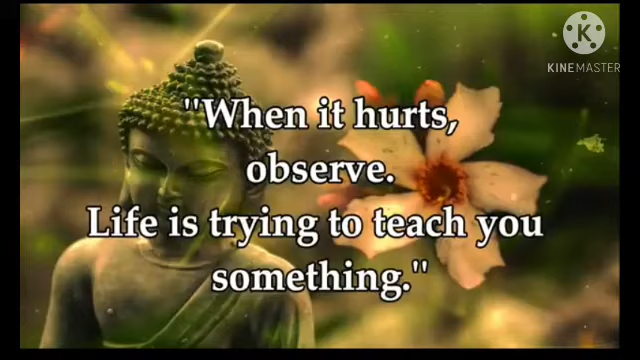 KINEMASTER
"When it hurts,
observe.
Life is trying to teach you
something."